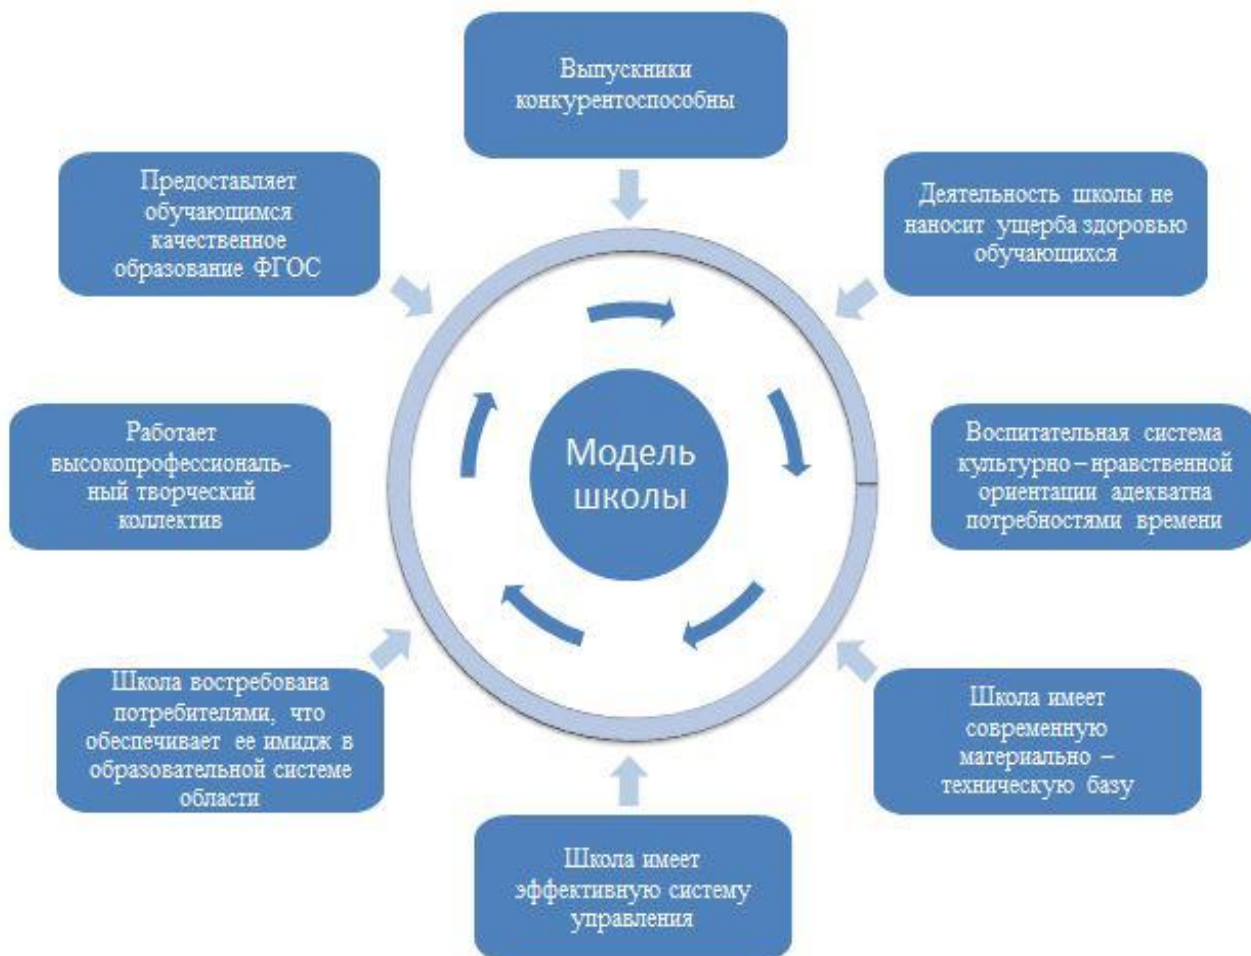 Выпускники
конкурентоспособны
Предоставляет
обучающимся
качественное
образование ФГОС
Деятельность школы не
наносит ущерба здоровью
обучающихся
Модель
школы
Работает
высокопрофессиональ-
ный творческий
коллектив
Воспитательная система
культурно – нравственной
ориентации адекватна
потребностями времени
Школа востребована
потребителями, что
обеспечивает ее имидж в
образовательной системе
области
Школа имеет
современную
материально –
техническую базу
Школа имеет
эффективную систему
управления